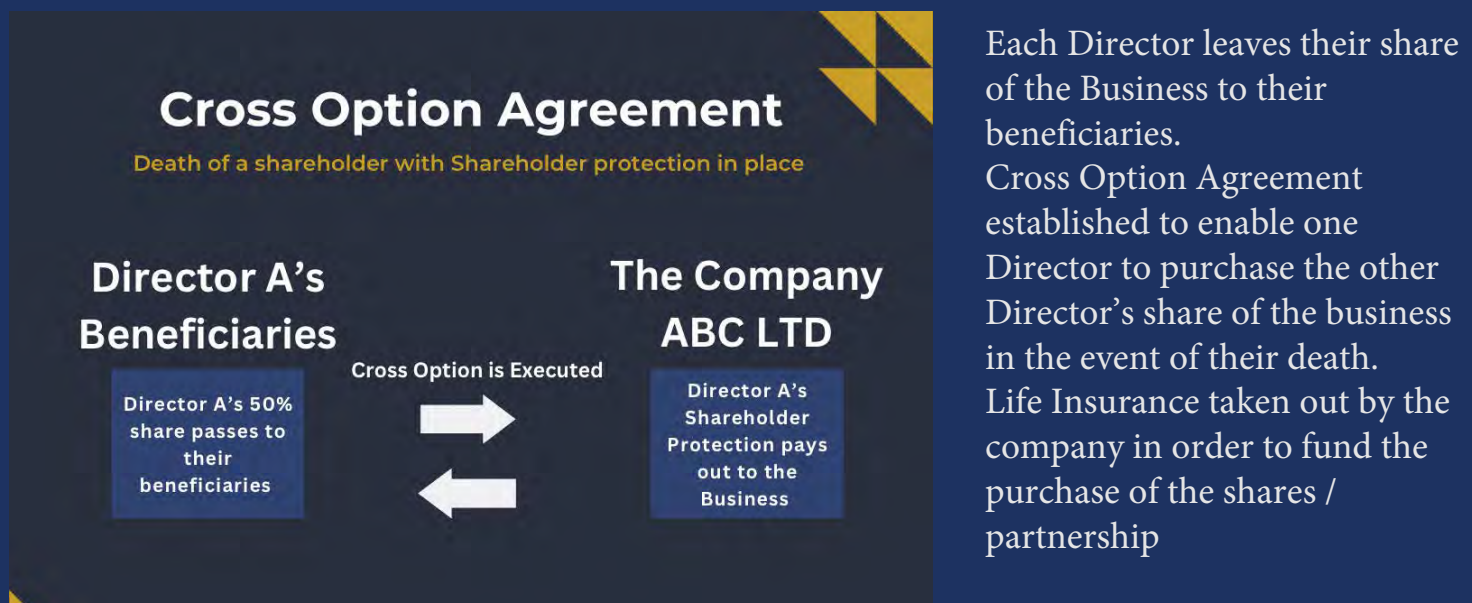 Cross Option Agreement
Death of a shareholder with Shareholder protection in place
Director A’s
Beneficiaries
Director A’s 50%
share passes to
their
beneficiaries
Cross Option is Executed
The Company
ABC LTD
Director A’s
Shareholder
Protection pays
out to the
Business
Each Director leaves their share
of the Business to their
beneficiaries.
Cross Option Agreement
established to enable one
Director to purchase the other
Director’s share of the business
in the event of their death.
Life Insurance taken out by the
company in order to fund the
purchase of the shares /
partnership